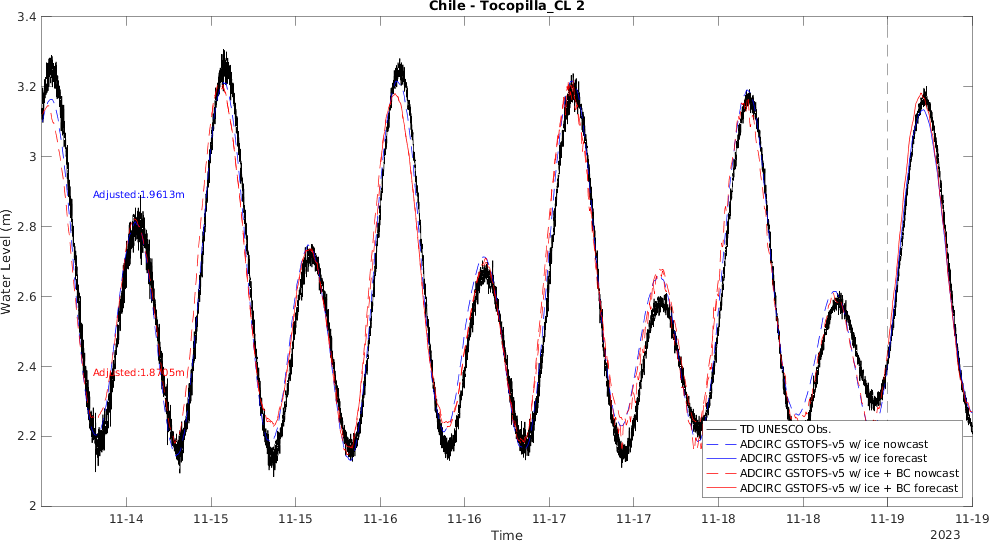 Chile - Tocopilla_CL 2
3.4
3.2
3
2.8
2.6
2.4
2.2
2
Water Level (m)
Adjusted:1.9613m
Adjusted:1.8705m
TD UNESCO Obs.
ADCIRC GSTOFS-v5 w/ ice nowcast
ADCIRC GSTOFS-v5 w/ ice forecast
ADCIRC GSTOFS-v5 w/ ice + BC nowcast
ADCIRC GSTOFS-v5 w/ ice + BC forecast
11-14 11-15 11-15 11-16 11-16 11-17 11-17 11-18 11-18 11-19 11-19
Time
2023